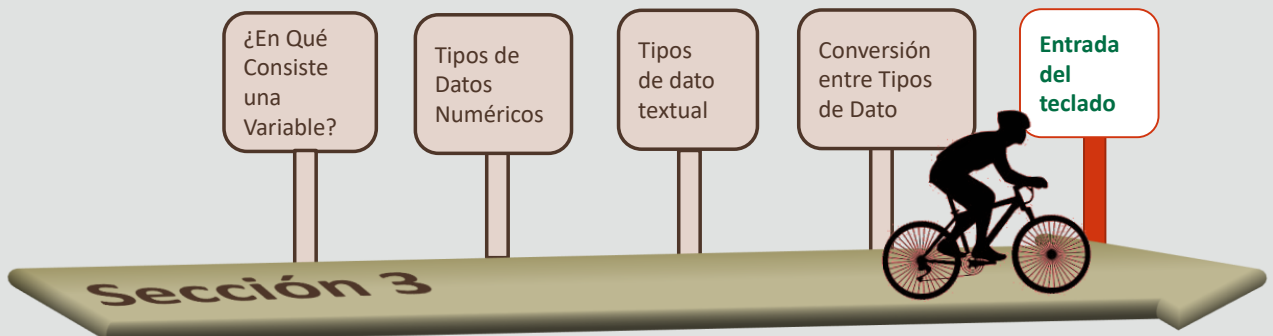 ¿En Qué
Consiste
una
Variable?
Tipos de
Datos
Numéricos
Tipos
de dato
textual
Conversión
entre Tipos
de Dato
Entrada
del
teclado
Sección 3